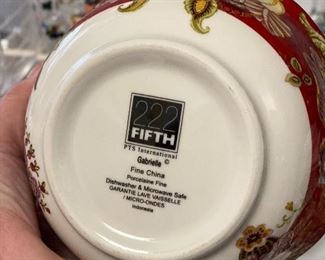 222
FIFTH
PTS International
Gabrielle ©
Fine China
Porcelaine Fine
Dishwasher & Microwave Safe
GARANTIE LAVE VAISSELLE
/ MICRO-ONDES
Indonesia